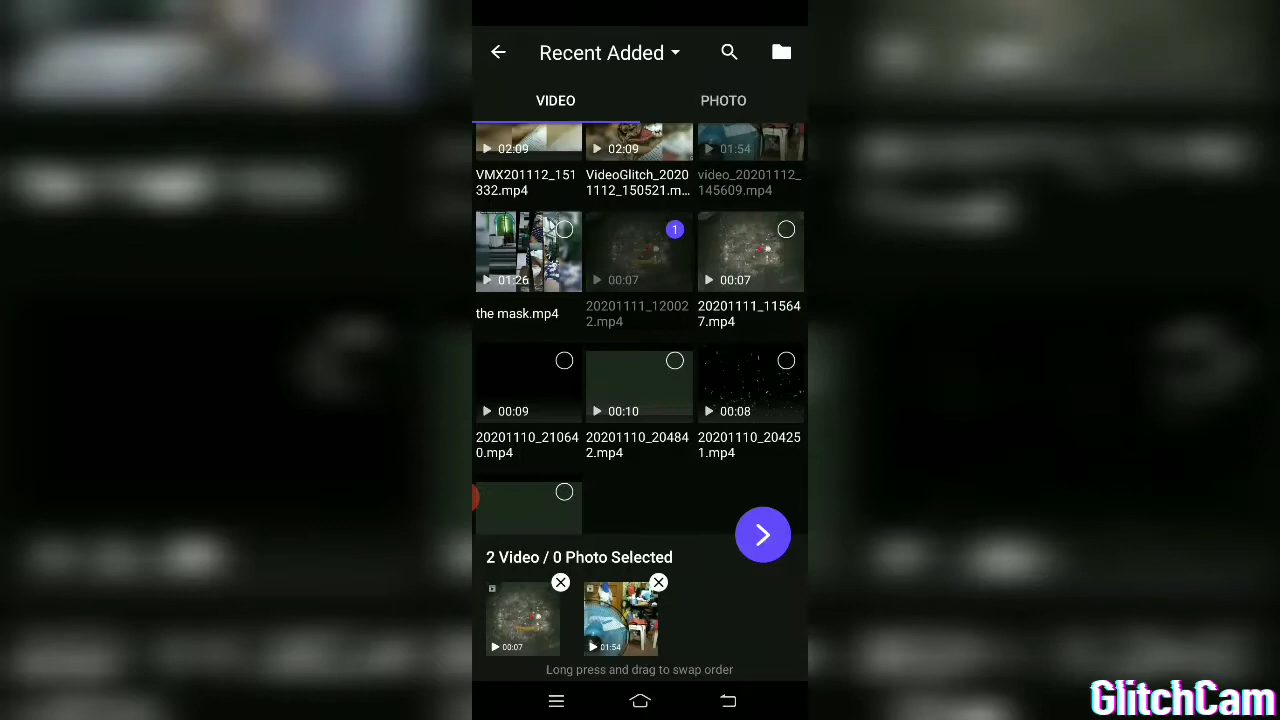 Recent Added
VIDEO
PHOTO
02:09
02:09
01:54
VMX201112_151
332.mp4
VideoGlitch_2020
1112_150521.m...
video_20201112_
145609.mp4
1
01:26
00:07
00:07
the mask.mp4
20201111_12002
2.mp4
20201111_11564
7.mp4
00:09
00:10
00:08
20201110_21064
0.mp4
20201110_20484
2.mp4
20201110_20425
1.mp4
2 Video / 0 Photo Selected
00:07
01:54
Long press and drag to swap order
GlitchCam